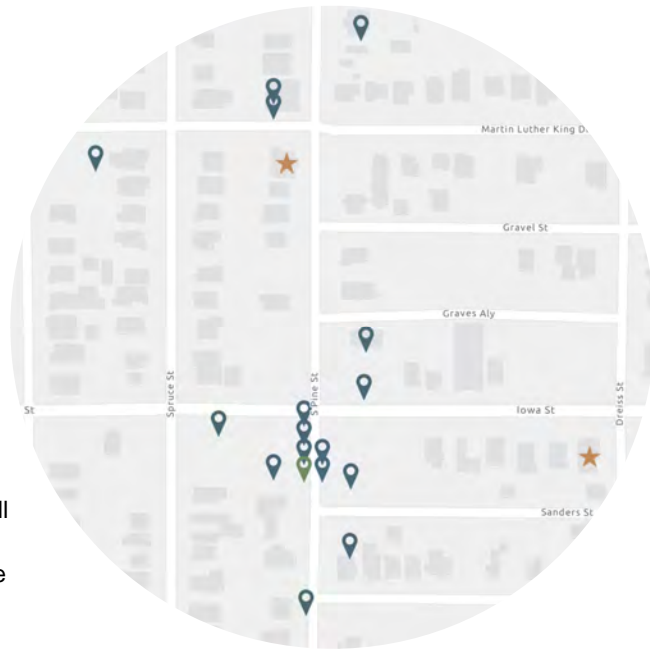 Martin Luther King D
Gravel St
Graves Aly
Spruce St
S Pine St
Dreiss St
St
Iowa St
Sanders St
ll
e